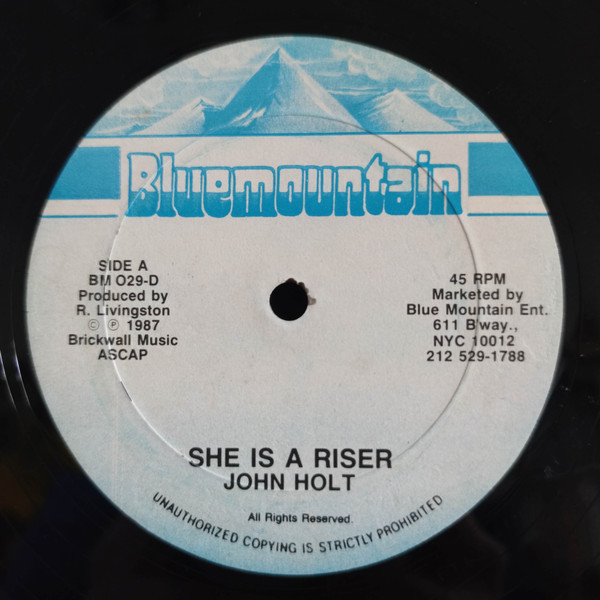 Bluemountain
SIDE A
BM 029-D
Produced by
R. Livingston
© ℗ 1987
Brickwall Music
ASCAP
45 RPM
Marketed by
Blue Mountain Ent.
611 B'way.,
NYC 10012
212 529-1788
SHE IS A RISER
JOHN HOLT
All Rights Reserved.
UNAUTHORIZED COPYING IS STRICTLY PROHIBITED